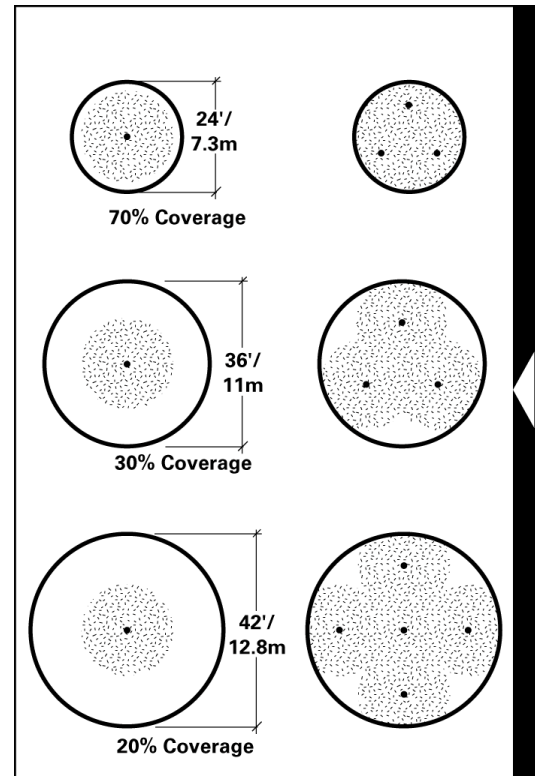 24'/
7.3m
70% Coverage
36'/
11m
30% Coverage
42'/
12.8m
20% Coverage